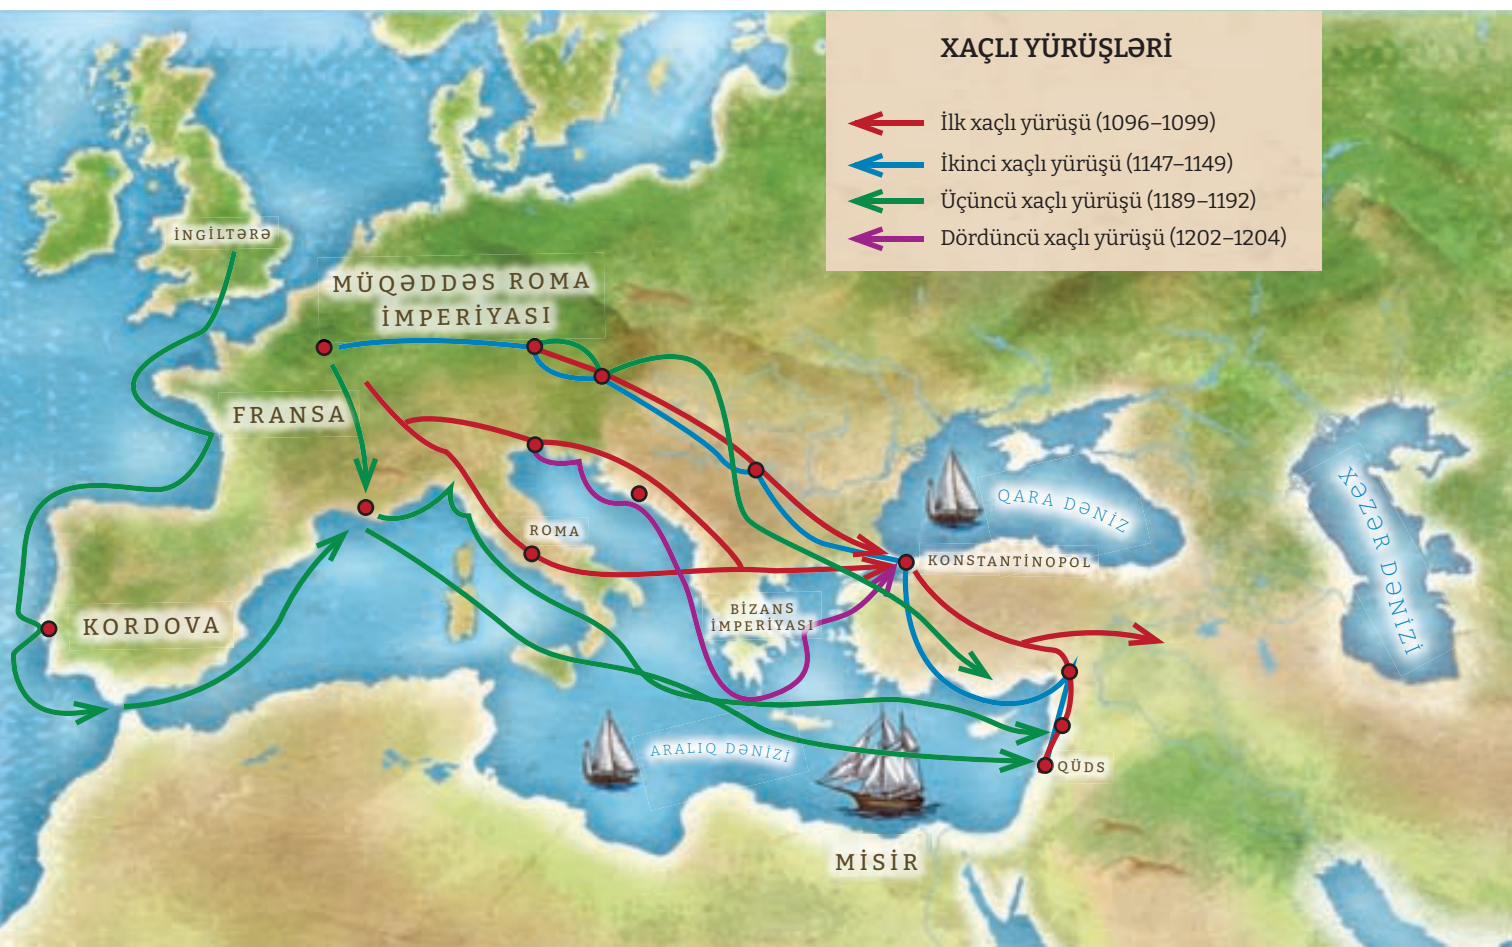 XAÇLI YÜRÜŞLƏRİ
İlk xaçlı yürüşü (1096–1099)
İkinci xaçlı yürüşü (1147–1149)
Üçüncü xaçlı yürüşü (1189–1192)
Dördüncü xaçlı yürüşü (1202–1204)
İNGİLTƏRƏ
MÜQƏDDƏS ROMA
İMPERİYASI
FRANSA
QARA DƏNİZ
XƏZƏR DƏNİZİ
ROMA
KONSTANTİNOPOL
BİZANS
İMPERİYASI
KORDOVA
ARALIQ DƏNİZİ
QÜDS
MİSİR